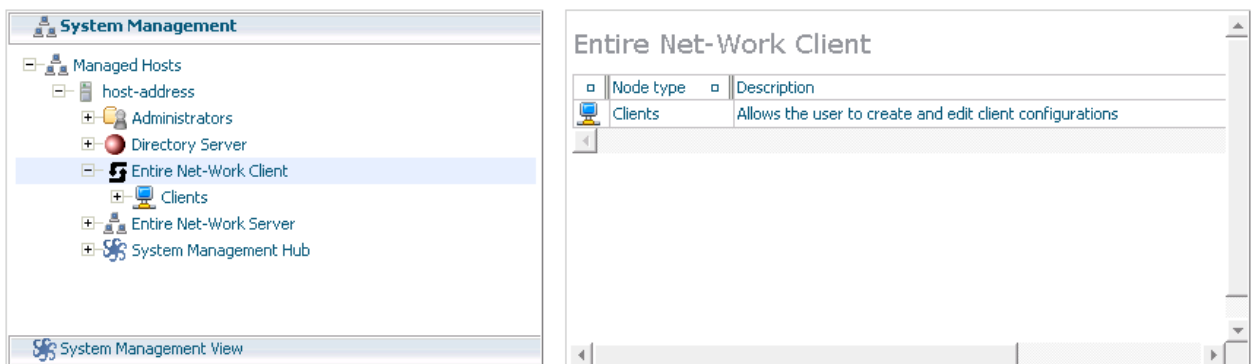 System Management
Managed Hosts
host-address
Administrators
Directory Server
Entire Net-Work Client
Clients
Entire Net-Work Server
System Management Hub
System Management View
Entire Net-Work Client
Node type Description
Clients Allows the user to create and edit client configurations